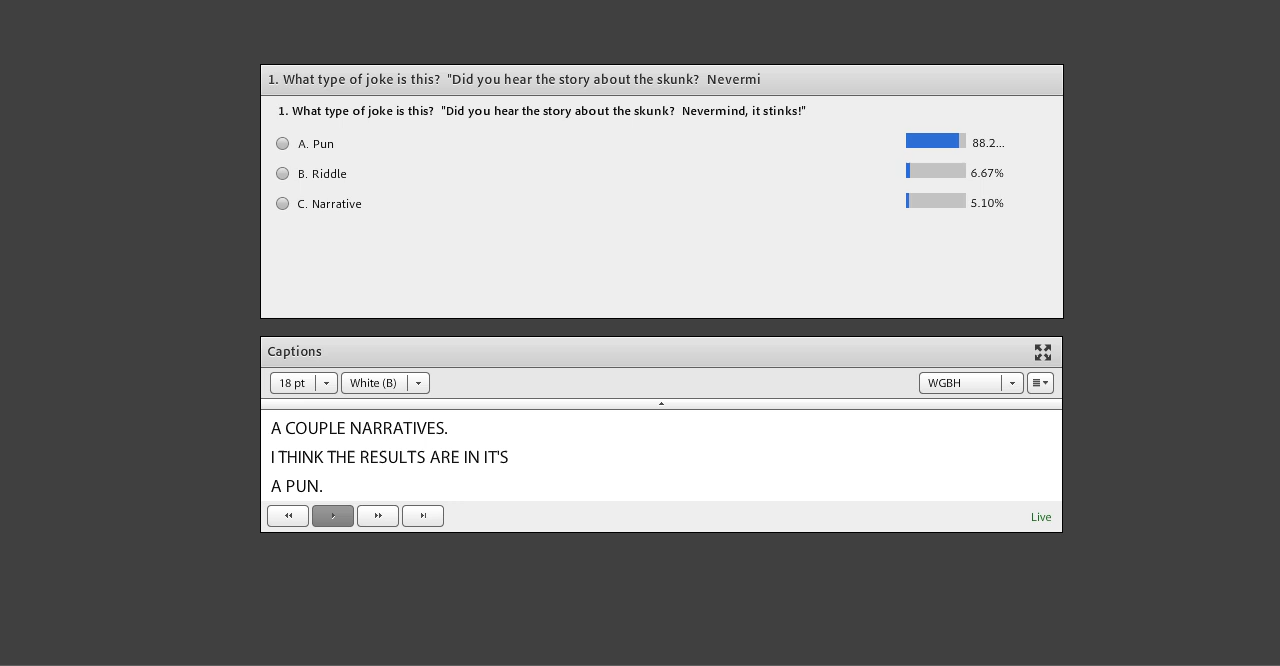 1. What type of joke is this?  "Did you hear the story about the skunk?  Nevermi
1. What type of joke is this?  "Did you hear the story about the skunk?  Nevermind, it stinks!"
A. Pun 88.2...
B. Riddle 6.67%
C. Narrative 5.10%
Captions
18 pt White (B) WGBH
A COUPLE NARRATIVES.
I THINK THE RESULTS ARE IN IT'S
A PUN.
Live